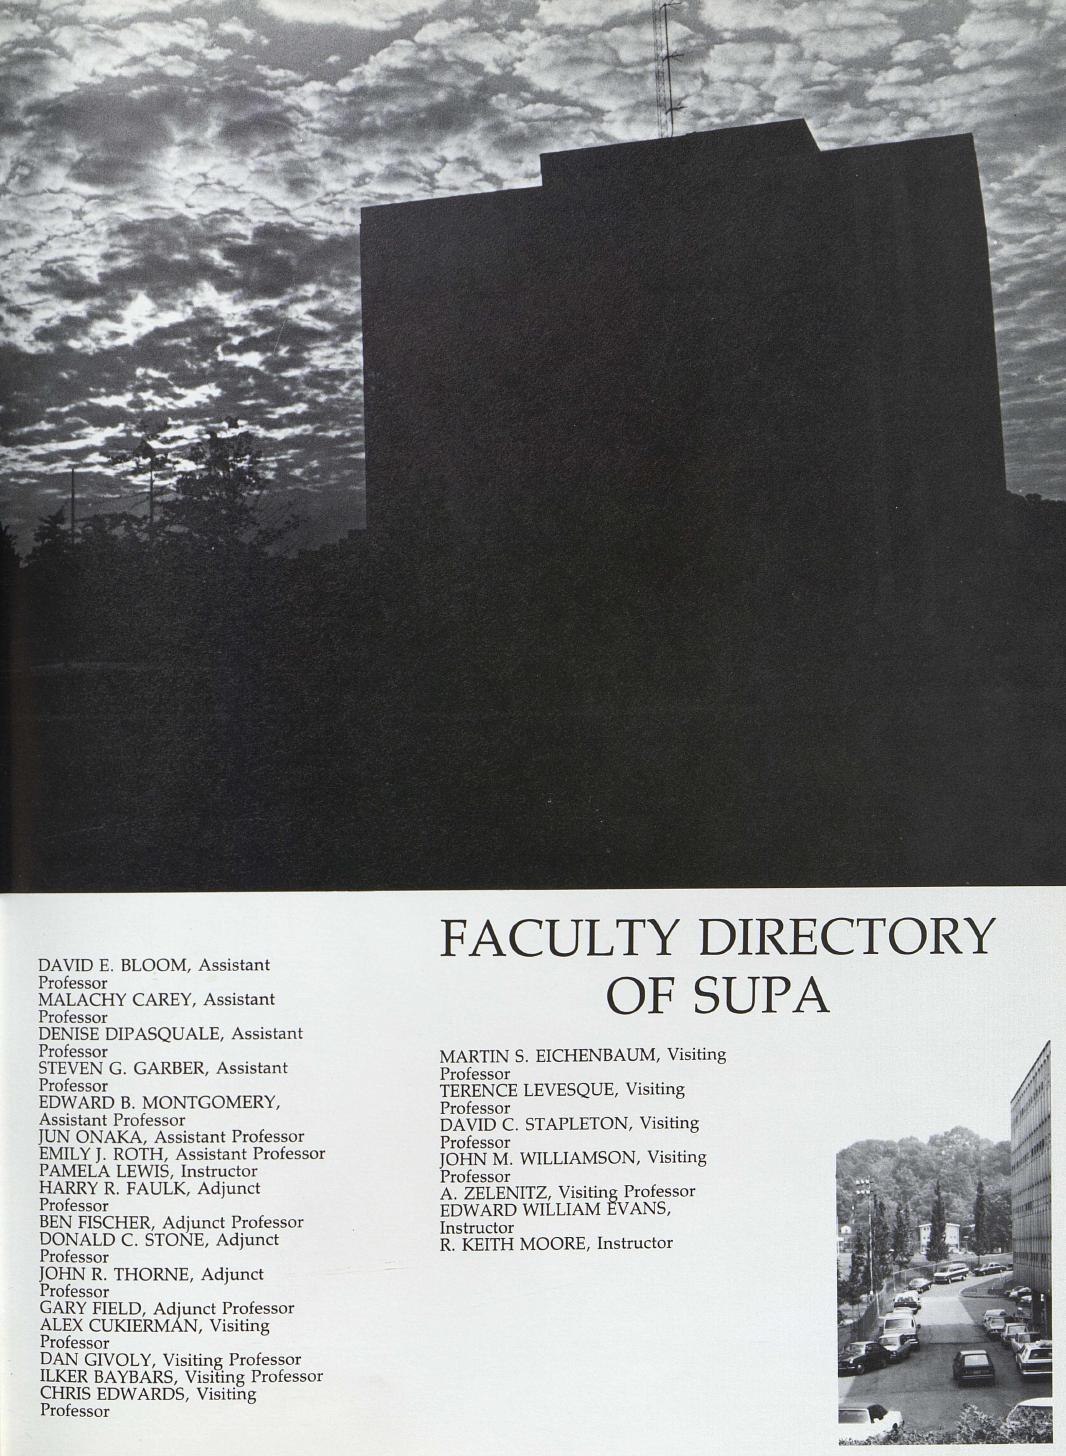 FACULTY DIRECTORY
OF SUPA
DAVID E. BLOOM, Assistant
Professor
MALACHY CAREY, Assistant
Professor
DENISE DIPASQUALE, Assistant
Professor
STEVEN G. GARBER, Assistant
Professor
EDWARD B. MONTGOMERY,
Assistant Professor
JUN ONAKA, Assistant Professor
EMILY J. ROTH, Assistant Professor
PAMELA LEWIS, Instructor
HARRY R. FAULK, Adjunct
Professor
BEN FISCHER, Adjunct Professor
DONALD C. STONE, Adjunct
Professor
JOHN R. THORNE, Adjunct
Professor
GARY FIELD, Adjunct Professor
ALEX CUKIERMAN, Visiting
Professor
DAN GIVOLY, Visiting Professor
ILKER BAYBARS, Visiting Professor
CHRIS EDWARDS, Visiting
Professor
MARTIN S. EICHENBAUM, Visiting
Professor
TERENCE LEVESQUE, Visiting
Professor
DAVID C. STAPLETON, Visiting
Professor
JOHN M. WILLIAMSON, Visiting
Professor
A. ZELENITZ, Visiting Professor
EDWARD WILLIAM EVANS,
Instructor
R. KEITH MOORE, Instructor